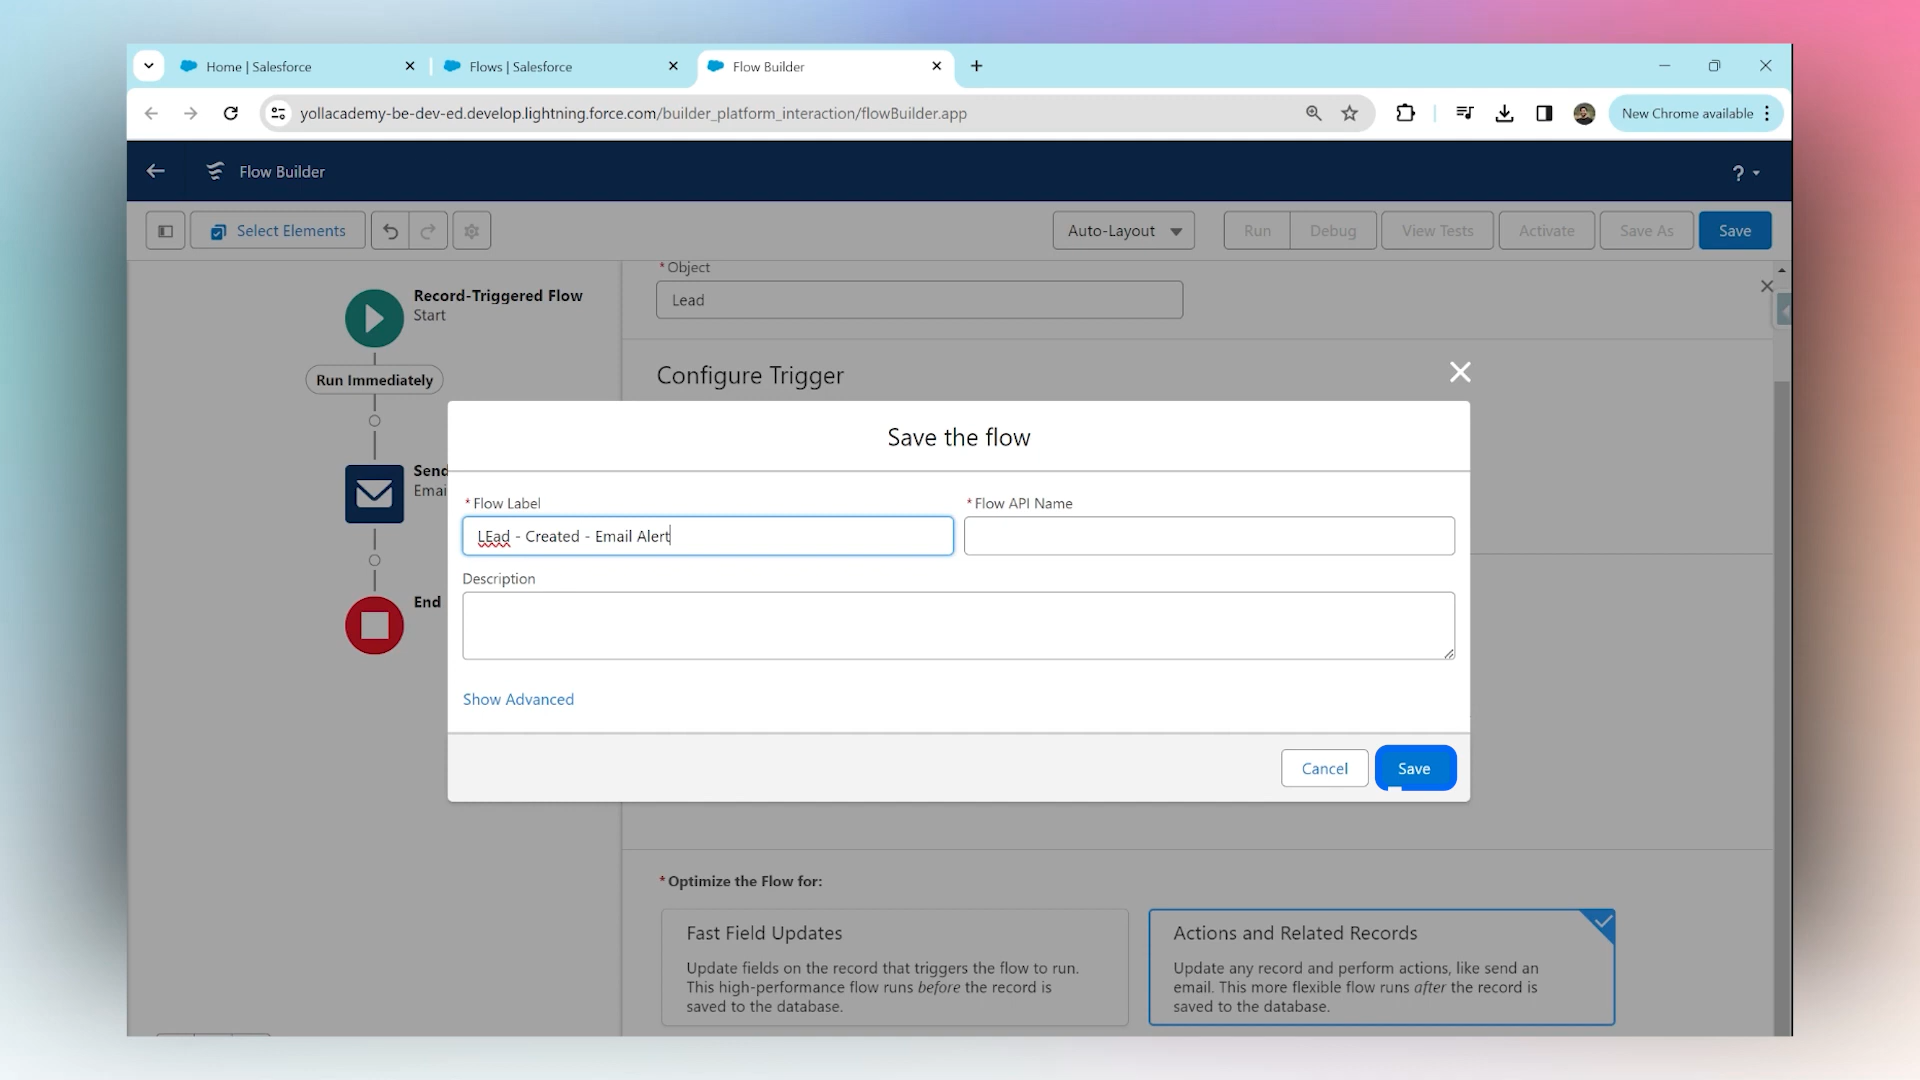 Home | Salesforce
Flows | Salesforce
Flow Builder
yollacademy-be-dev-ed.develop.lightning.force.com/builder_platform_interaction/flowBuilder.app
New Chrome available
Flow Builder
?
Select Elements
Auto-Layout
Run
Debug
View Tests
Activate
Save As
Save
Record-Triggered Flow
Start
Run Immediately
Send
Emai
End
* Object
Lead
Configure Trigger
Save the flow
* Flow Label
* Flow API Name
LEad - Created - Email Alert
Description
Show Advanced
Cancel
Save
* Optimize the Flow for:
Fast Field Updates
Update fields on the record that triggers the flow to run.
This high-performance flow runs before the record is
saved to the database.
Actions and Related Records
Update any record and perform actions, like send an
email. This more flexible flow runs after the record is
saved to the database.